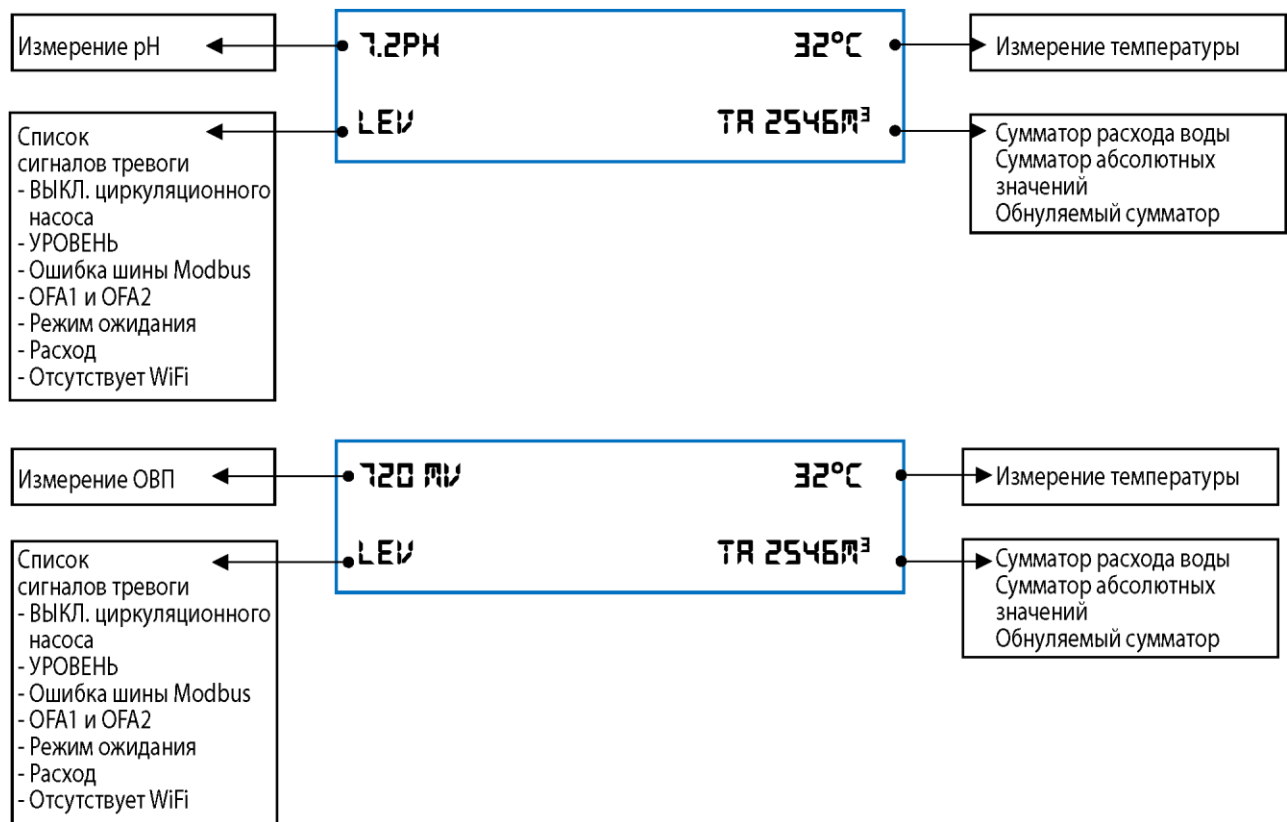 Измерение pH
7.2PH
32°C
Измерение температуры
Список
сигналов тревоги
- ВЫКЛ. циркуляционного
насоса
- УРОВЕНЬ
- Ошибка шины Modbus
- OFA1 и OFA2
- Режим ожидания
- Расход
- Отсутствует WiFi
LEV
TA 2546M³
Сумматор расхода воды
Сумматор абсолютных
значений
Обнуляемый сумматор
Измерение ОВП
720 MV
32°C
Измерение температуры
Список
сигналов тревоги
- ВЫКЛ. циркуляционного
насоса
- УРОВЕНЬ
- Ошибка шины Modbus
- OFA1 и OFA2
- Режим ожидания
- Расход
- Отсутствует WiFi
LEV
TA 2546M³
Сумматор расхода воды
Сумматор абсолютных
значений
Обнуляемый сумматор